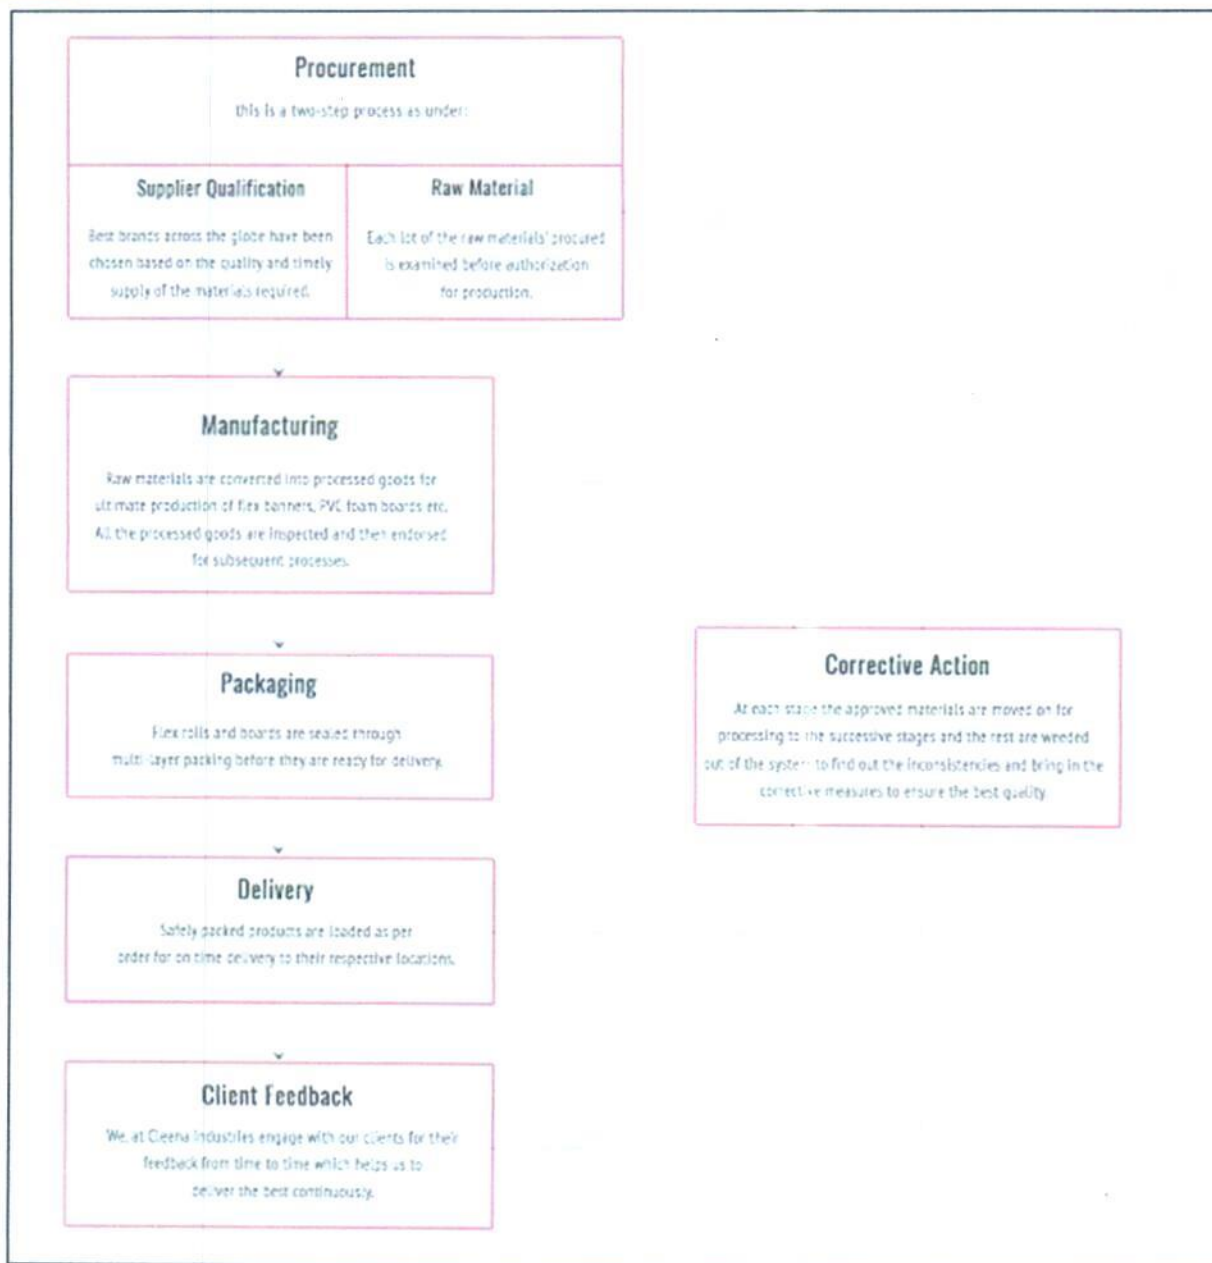 Procurement
this is a two-step process as under:
Supplier Qualification
Best brands across the globe have been
chosen based on the quality and timely
supply of the materials required.
Raw Material
Each lot of the raw materials' procured
is examined before authorization
for production.
Manufacturing
Raw materials are converted into processed goods for
ultimate production of flex banners, PVC foam boards etc.
All the processed goods are inspected and then endorsed
for subsequent processes.
Packaging
Flex rolls and boards are sealed through
multi-layer packing before they are ready for delivery.
Corrective Action
At each stage the approved materials are moved on for
processing to the successive stages and the rest are weeded
out of the system to find out the inconsistencies and bring in the
corrective measures to ensure the best quality
Delivery
Safely packed products are loaded as per
order for on time delivery to their respective locations.
Client Feedback
We, at Cleena Industries engage with our clients for their
feedback from time to time which helps us to
deliver the best continuously.